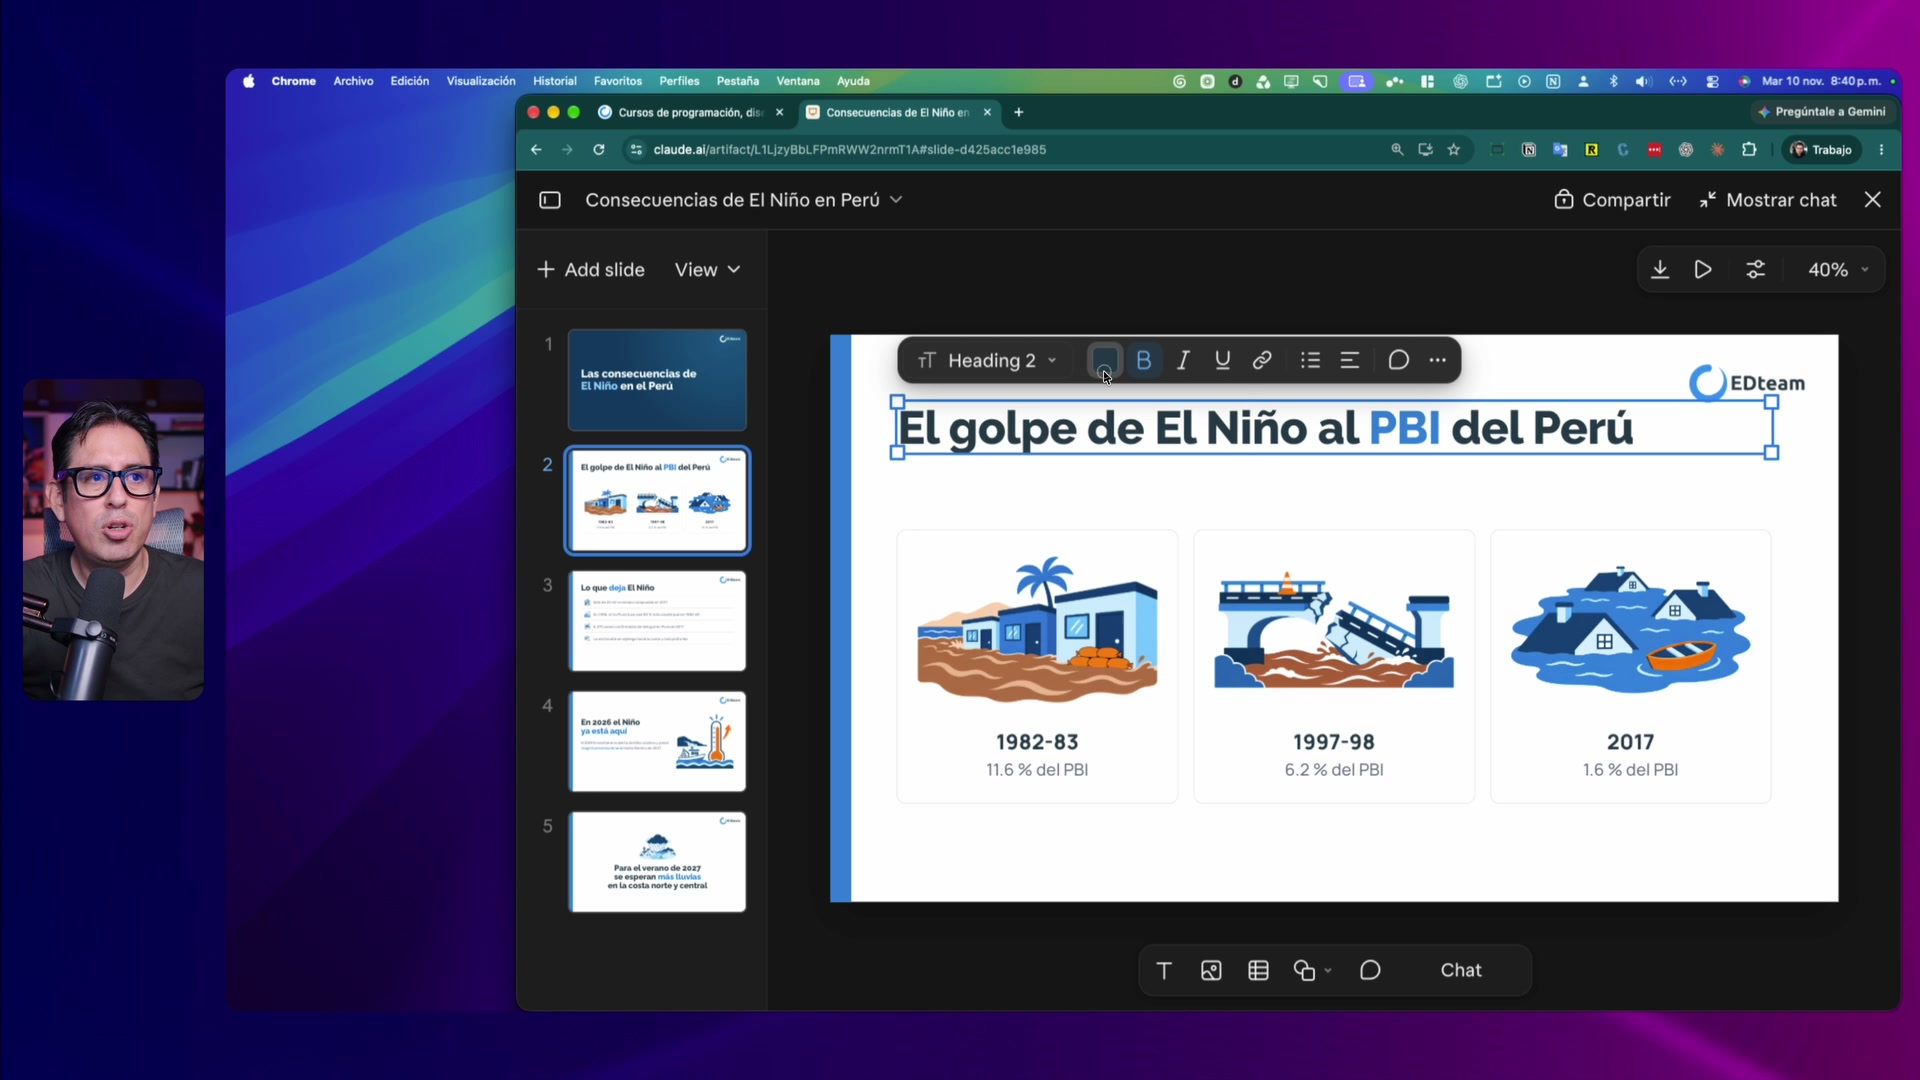 Chrome Archivo Edición Visualización Historial Favoritos Perfiles Pestaña Ventana Ayuda
Mar 10 nov. 8:40 p. m.
Cursos de programación, dis
Consecuencias de El Niño en
Pregúntale a Gemini
claude.ai/artifact/L1LjzyBbLFPmRWW2nrmT1A#slide-d425acc1e985
Trabajo
Consecuencias de El Niño en Perú
Compartir
Mostrar chat
Add slide
View
40%
1
Las consecuencias de
El Niño en el Perú
2
El golpe de El Niño al PBI del Perú
1982-83
1997-98
2017
3
Lo que deja El Niño
4
En 2026 el Niño
ya está aquí
5
Para el verano de 2027
se esperan más lluvias
en la costa norte y central
Heading 2
B I U
EDteam
El golpe de El Niño al PBI del Perú
1982-83
11.6 % del PBI
1997-98
6.2 % del PBI
2017
1.6 % del PBI
T
Chat